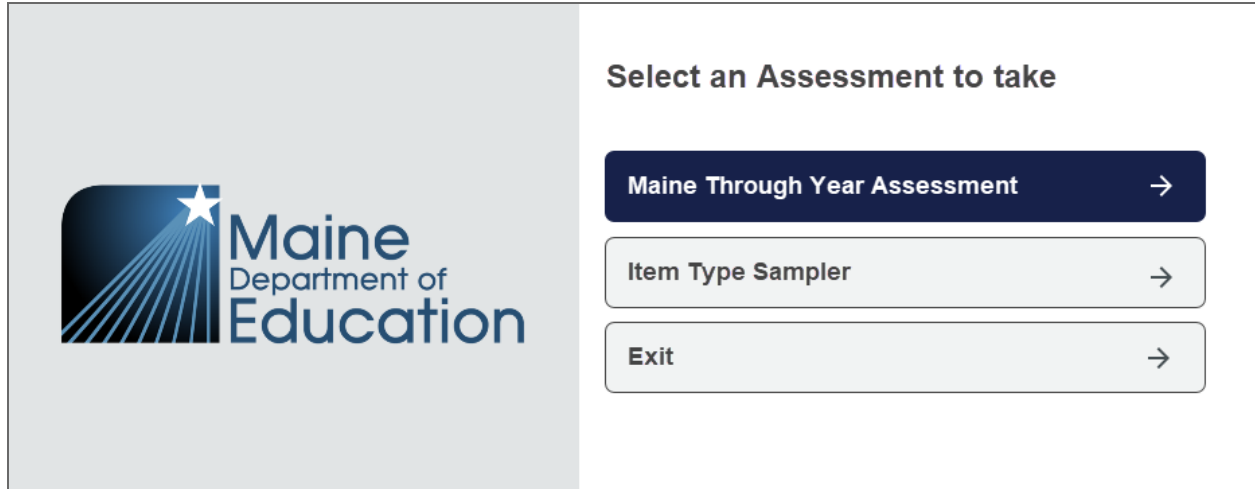 Maine
Department of
Education
Select an Assessment to take
Maine Through Year Assessment
Item Type Sampler
Exit